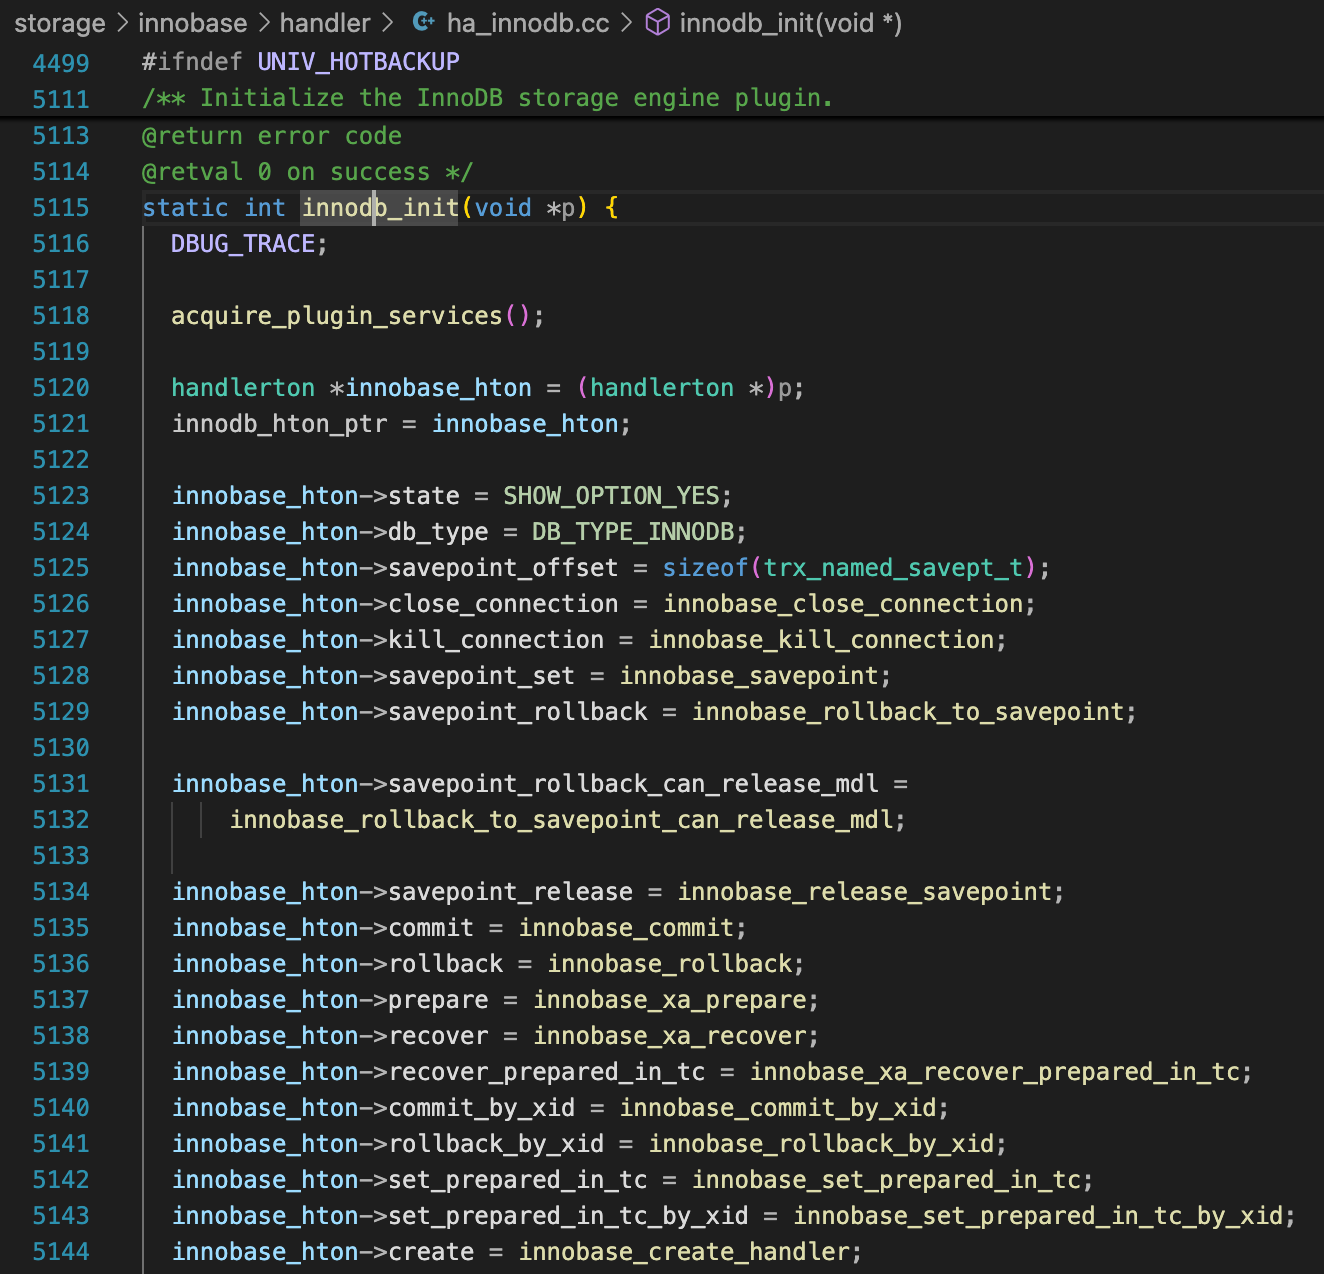 storage > innobase > handler > ha_innodb.cc > innodb_init(void *)
4499 #ifndef UNIV_HOTBACKUP
5111 /** Initialize the InnoDB storage engine plugin.
5113 @return error code
5114 @retval 0 on success */
5115 static int innodb_init(void *p) {
5116   DBUG_TRACE;
5117
5118   acquire_plugin_services();
5119
5120   handlerton *innobase_hton = (handlerton *)p;
5121   innodb_hton_ptr = innobase_hton;
5122
5123   innobase_hton->state = SHOW_OPTION_YES;
5124   innobase_hton->db_type = DB_TYPE_INNODB;
5125   innobase_hton->savepoint_offset = sizeof(trx_named_savept_t);
5126   innobase_hton->close_connection = innobase_close_connection;
5127   innobase_hton->kill_connection = innobase_kill_connection;
5128   innobase_hton->savepoint_set = innobase_savepoint;
5129   innobase_hton->savepoint_rollback = innobase_rollback_to_savepoint;
5130
5131   innobase_hton->savepoint_rollback_can_release_mdl =
5132       innobase_rollback_to_savepoint_can_release_mdl;
5133
5134   innobase_hton->savepoint_release = innobase_release_savepoint;
5135   innobase_hton->commit = innobase_commit;
5136   innobase_hton->rollback = innobase_rollback;
5137   innobase_hton->prepare = innobase_xa_prepare;
5138   innobase_hton->recover = innobase_xa_recover;
5139   innobase_hton->recover_prepared_in_tc = innobase_xa_recover_prepared_in_tc;
5140   innobase_hton->commit_by_xid = innobase_commit_by_xid;
5141   innobase_hton->rollback_by_xid = innobase_rollback_by_xid;
5142   innobase_hton->set_prepared_in_tc = innobase_set_prepared_in_tc;
5143   innobase_hton->set_prepared_in_tc_by_xid = innobase_set_prepared_in_tc_by_xid;
5144   innobase_hton->create = innobase_create_handler;